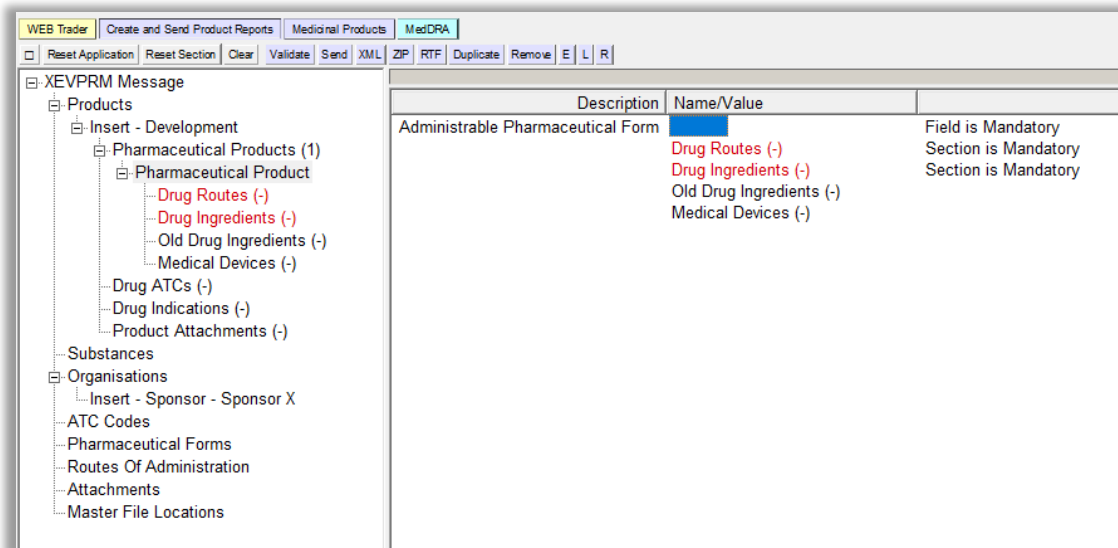 WEB Trader Create and Send Product Reports Medicinal Products MedDRA
Reset Application Reset Section Clear Validate Send XML ZIP RTF Duplicate Remove E L R
XEVPRM Message
Products
Insert - Development
Pharmaceutical Products (1)
Pharmaceutical Product
Drug Routes (-)
Drug Ingredients (-)
Old Drug Ingredients (-)
Medical Devices (-)
Drug ATCs (-)
Drug Indications (-)
Product Attachments (-)
Substances
Organisations
Insert - Sponsor - Sponsor X
ATC Codes
Pharmaceutical Forms
Routes Of Administration
Attachments
Master File Locations
Description Name/Value
Administrable Pharmaceutical Form Field is Mandatory
Drug Routes (-) Section is Mandatory
Drug Ingredients (-) Section is Mandatory
Old Drug Ingredients (-)
Medical Devices (-)